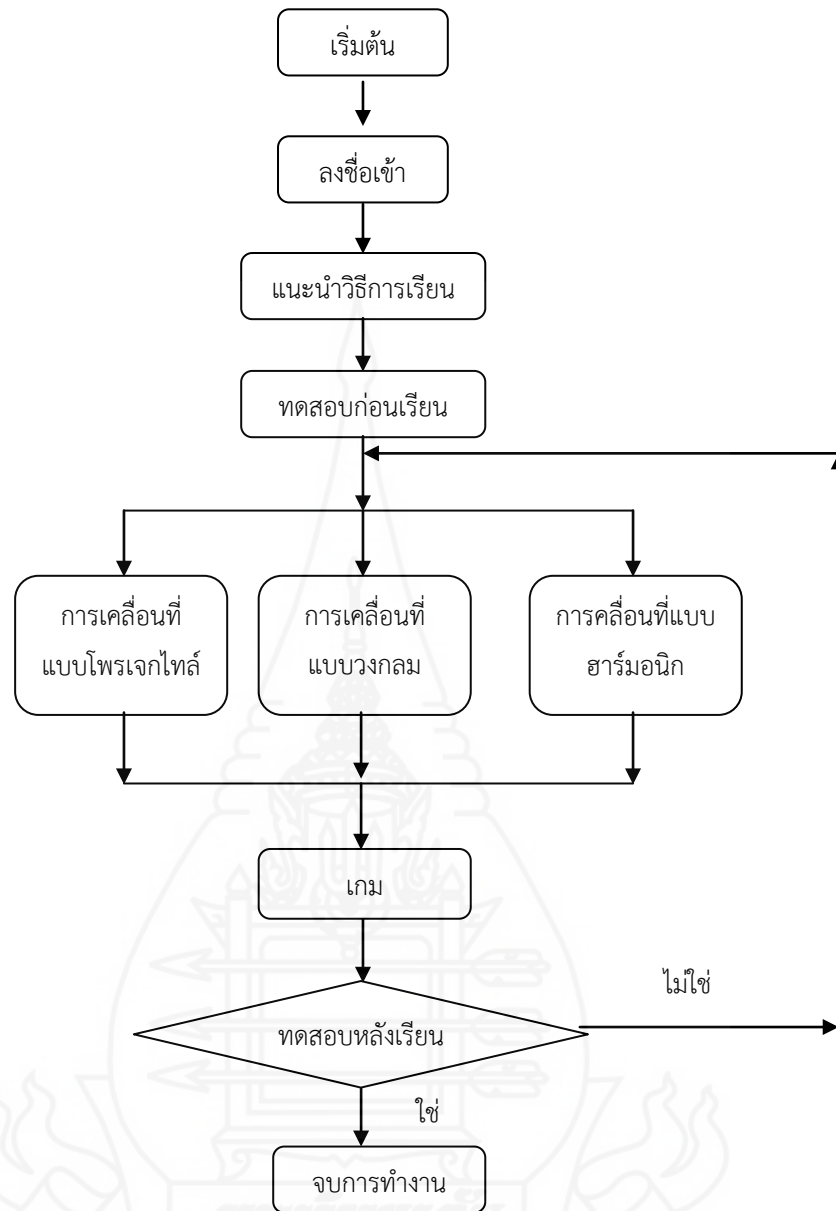 เริ่มต้น
ลงชื่อเข้า
แนะนำวิธีการเรียน
ทดสอบก่อนเรียน
การเคลื่อนที่
แบบโพรเจกไทล์
การเคลื่อนที่
แบบวงกลม
การคลื่อนที่แบบ
ฮาร์มอนิก
เกม
ไม่ใช่
ทดสอบหลังเรียน
ใช่
จบการทำงาน